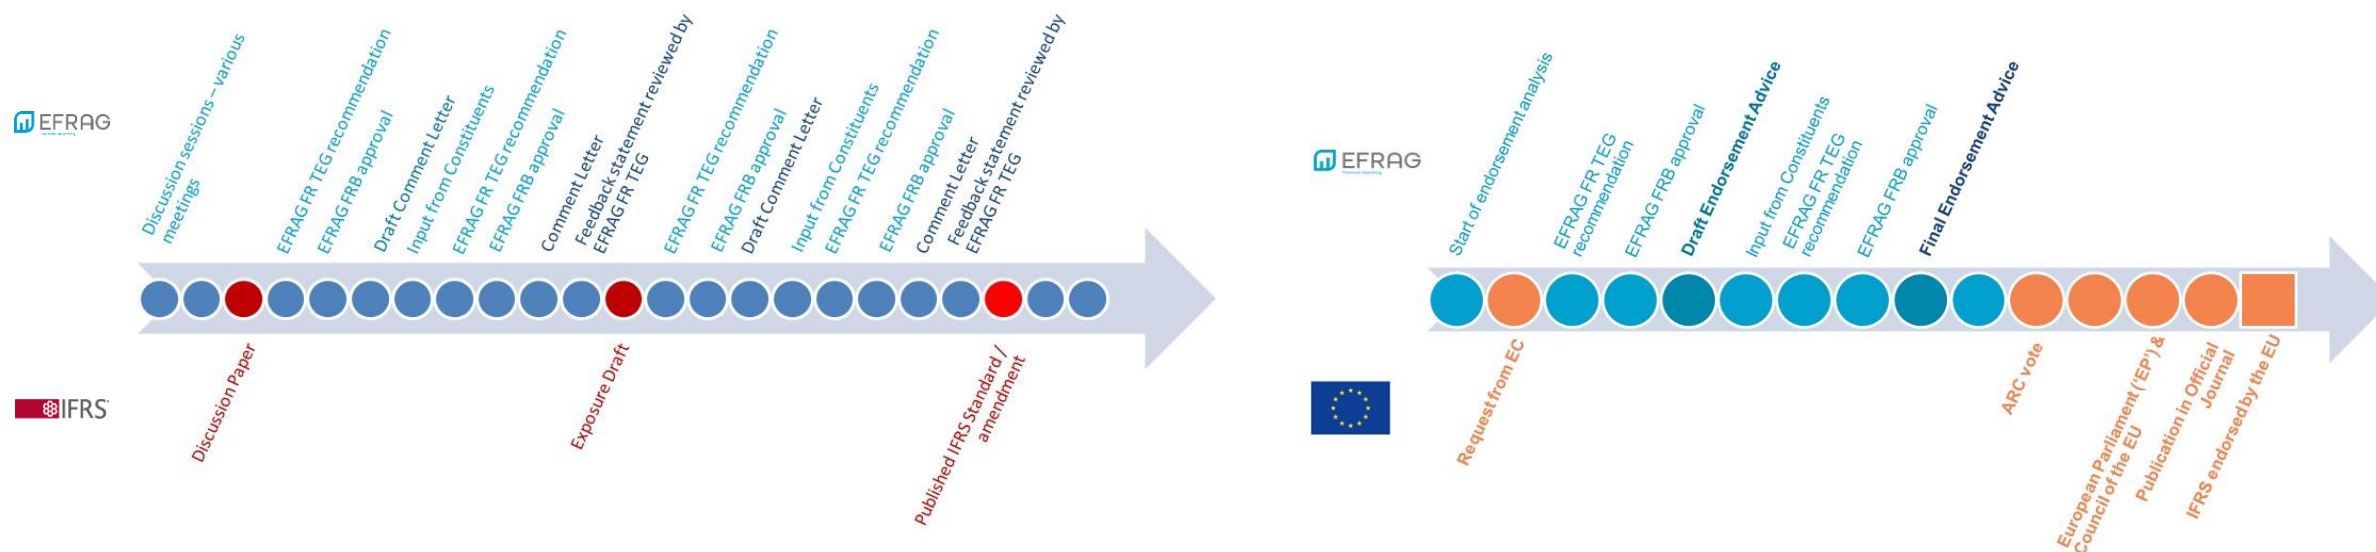 EFRAG
Discussion sessions – various
meetings
EFRAG FR TEG recommendation
EFRAG FRB approval
Draft Comment Letter
Input from Constituents
EFRAG FR TEG recommendation
EFRAG FRB approval
Comment Letter
Feedback statement reviewed by
EFRAG FR TEG
EFRAG FR TEG recommendation
EFRAG FRB approval
Draft Comment Letter
Input from Constituents
EFRAG FR TEG recommendation
EFRAG FRB approval
Comment Letter
Feedback statement reviewed by
EFRAG FR TEG
IFRS
Discussion Paper
Exposure Draft
Published IFRS Standard /
amendment
EFRAG
Financial reporting
Start of endorsement analysis
EFRAG FR TEG
recommendation
EFRAG FRB approval
Draft Endorsement Advice
Input from Constituents
EFRAG FR TEG
recommendation
EFRAG FRB approval
Final Endorsement Advice
Request from EC
ARC vote
European Parliament ('EP') &
Council of the EU
Publication in Official
Journal
IFRS endorsed by the EU